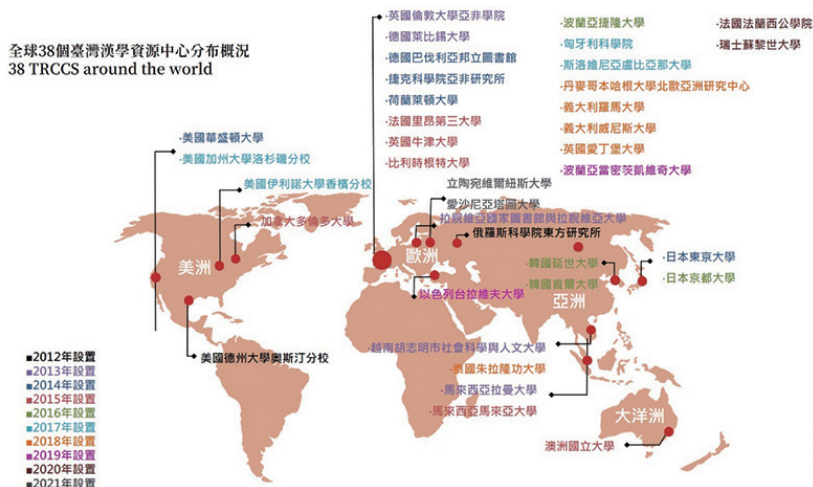 全球38個臺灣漢學資源中心分布概況
38 TRCCS around the world
·英國倫敦大學亞非學院
·德國萊比錫大學
·德國巴伐利亞邦立圖書館
·捷克科學院亞非研究所
·荷蘭萊頓大學
·法國里昂第三大學
·英國牛津大學
·比利時根特大學
·波蘭亞捷隆大學
·匈牙利科學院
·斯洛維尼亞盧比亞那大學
·丹麥哥本哈根大學北歐亞洲研究中心
·義大利羅馬大學
·義大利威尼斯大學
·英國愛丁堡大學
·波蘭亞當密茨凱維奇大學
·法國法蘭西公學院
·瑞士蘇黎世大學
·美國華盛頓大學
·美國加州大學洛杉磯分校
美國伊利諾大學香檳分校
加拿大多倫多大學
美洲
美國德州大學奧斯汀分校
立陶宛維爾紐斯大學
愛沙尼亞塔圖大學
拉脫維亞國家圖書館與拉脫維亞大學
俄羅斯科學院東方研究所
歐洲
以色列台拉維夫大學
·韓國延世大學
·韓國首爾大學
亞洲
·日本東京大學
·日本京都大學
·越南胡志明市社會科學與人文大學
·泰國朱拉隆功大學
·馬來西亞拉曼大學
·馬來西亞馬來亞大學
大洋洲
澳洲國立大學
■2012年設置
■2013年設置
■2014年設置
■2015年設置
■2016年設置
■2017年設置
■2018年設置
■2019年設置
■2020年設置
■2021年設置